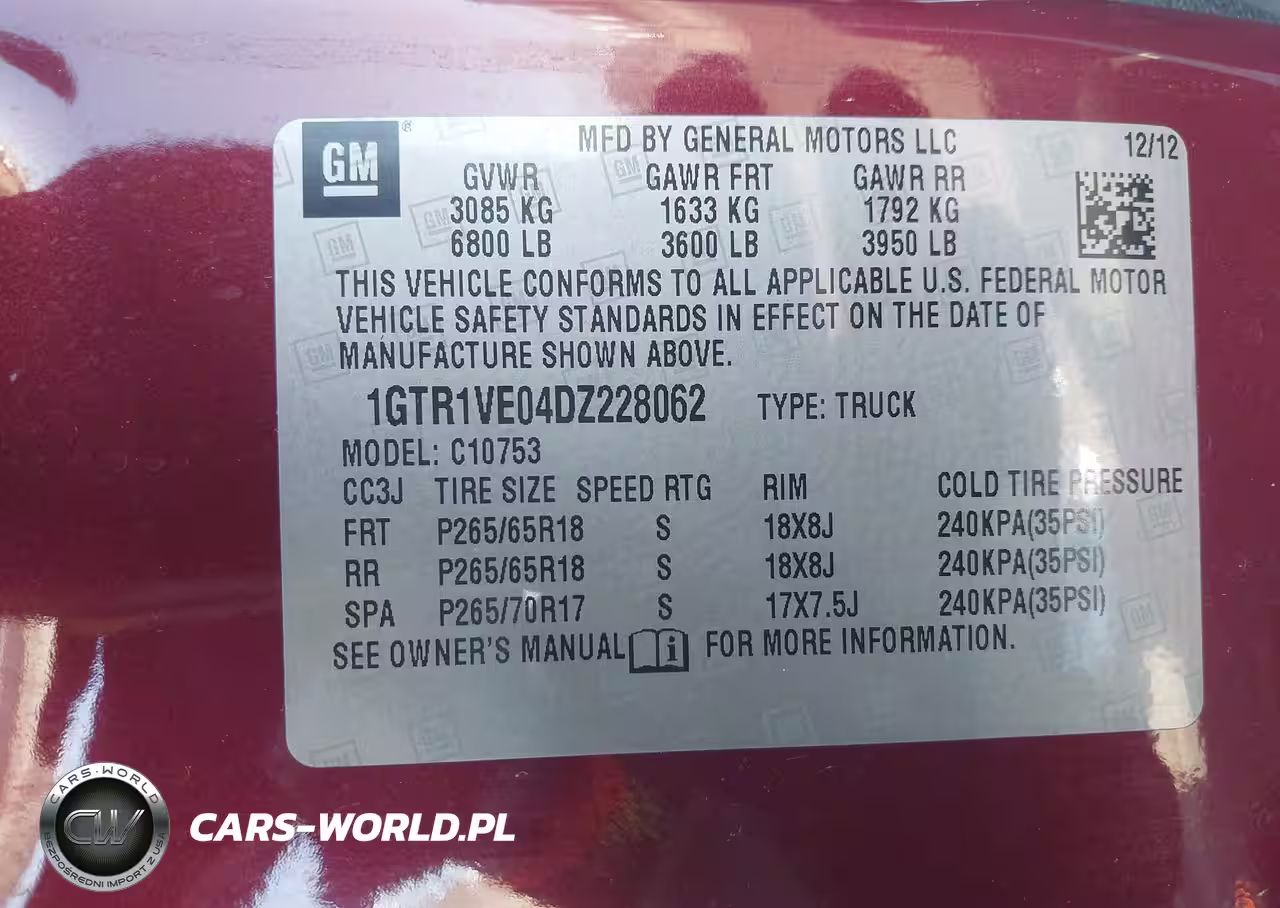 GM®
MFD BY GENERAL MOTORS LLC 12/12
GVWR GAWR FRT GAWR RR
3085 KG 1633 KG 1792 KG
6800 LB 3600 LB 3950 LB
THIS VEHICLE CONFORMS TO ALL APPLICABLE U.S. FEDERAL MOTOR
VEHICLE SAFETY STANDARDS IN EFFECT ON THE DATE OF
MANUFACTURE SHOWN ABOVE.
1GTR1VE04DZ228062 TYPE: TRUCK
MODEL: C10753
CC3J TIRE SIZE SPEED RTG RIM COLD TIRE PRESSURE
FRT P265/65R18 S 18X8J 240KPA(35PSI)
RR P265/65R18 S 18X8J 240KPA(35PSI)
SPA P265/70R17 S 17X7.5J 240KPA(35PSI)
SEE OWNER'S MANUAL i FOR MORE INFORMATION.
CARS-WORLD
CW
BEZPOŚREDNI IMPORT Z USA
CARS-WORLD.PL